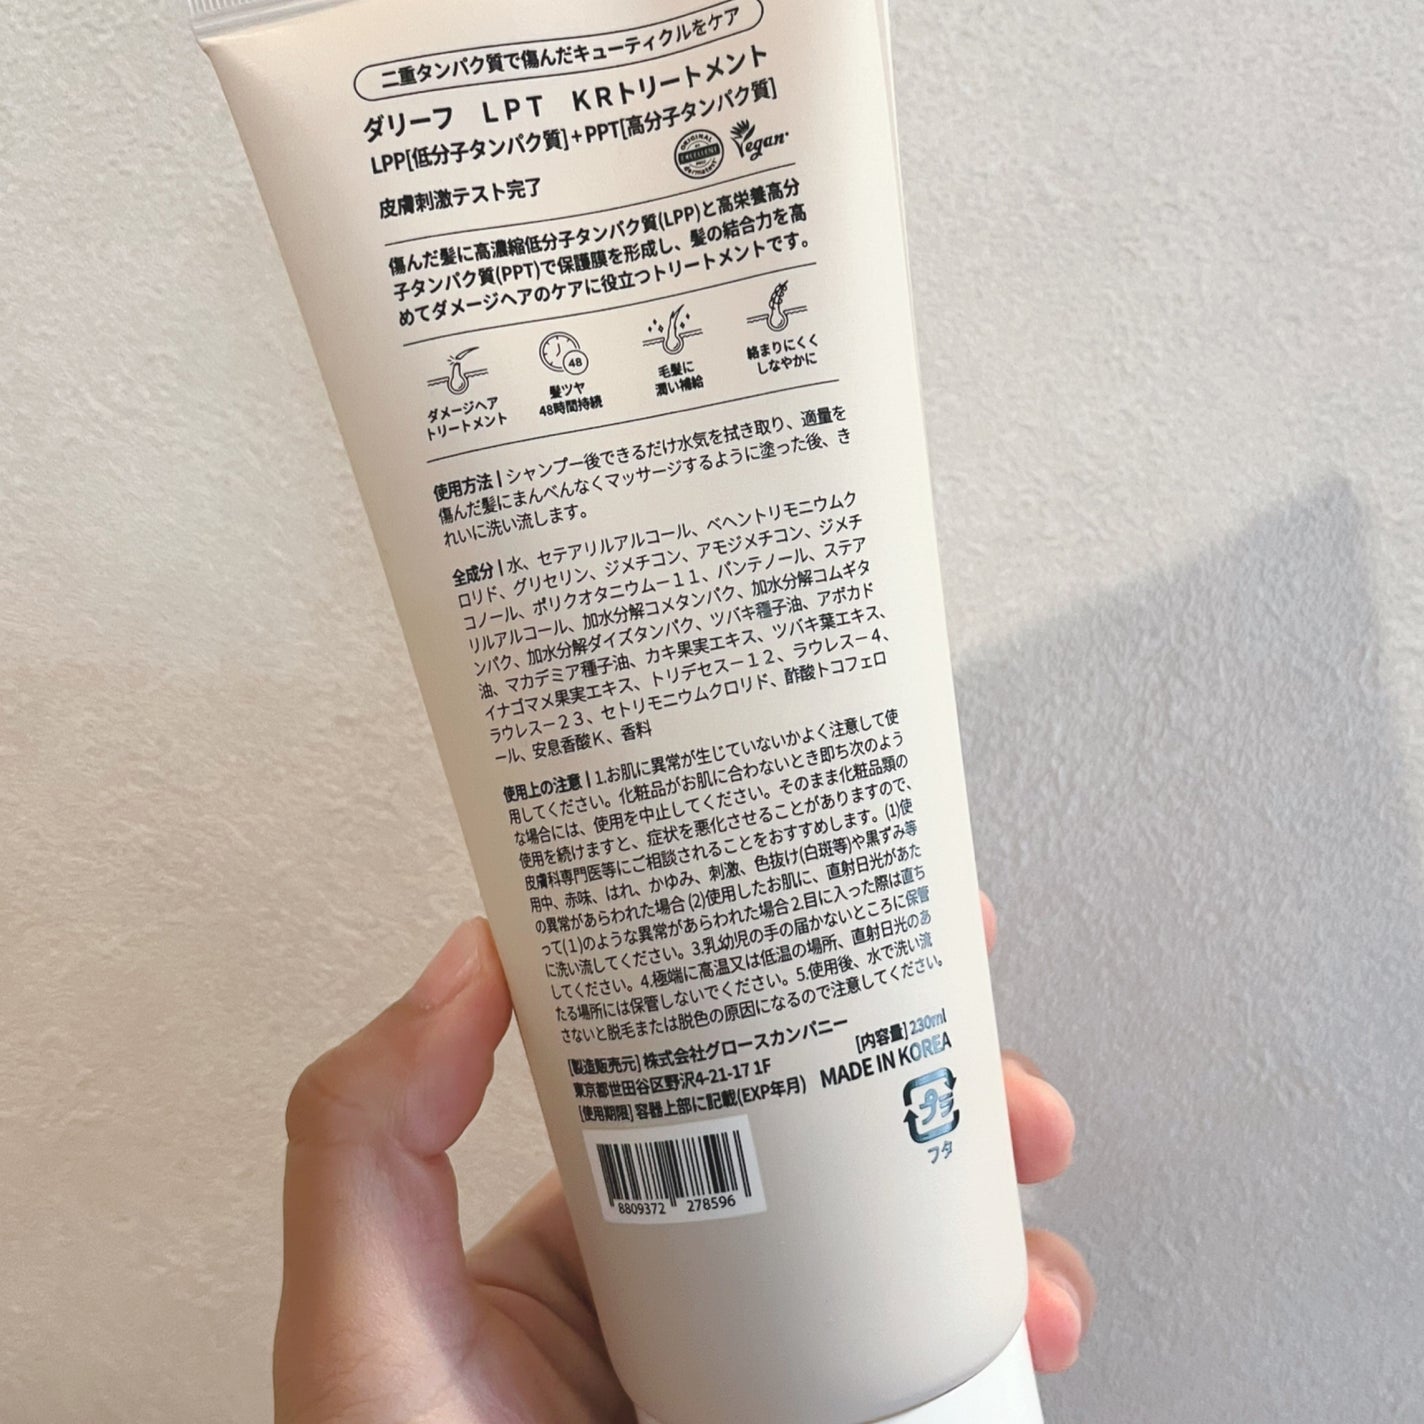 二重タンパク質で傷んだキューティクルをケア
ダリーフ LPT KRトリートメント
LPP[低分子タンパク質]+PPT[高分子タンパク質]
皮膚刺激テスト完了
ORIGINAL
EXCELLENT
dermatest
Vegan
傷んだ髪に高濃縮低分子タンパク質(LPP)と高栄養高分
子タンパク質(PPT)で保護膜を形成し、髪の結合力を高
めてダメージヘアのケアに役立つトリートメントです。
ダメージヘア
トリートメント
48
髪ツヤ
48時間持続
毛髪に
潤い補給
絡まりにくく
しなやかに
使用方法 | シャンプー後できるだけ水気を拭き取り、適量を
傷んだ髪にまんべんなくマッサージするように塗った後、き
れいに洗い流します。
全成分 | 水、セテアリルアルコール、ベヘントリモニウムク
ロリド、グリセリン、ジメチコン、アモジメチコン、ジメチ
コノール、ポリクオタニウムー11、パンテノール、ステア
リルアルコール、加水分解コメタンパク、加水分解コムギタ
ンパク、加水分解ダイズタンパク、ツバキ種子油、アボカド
油、マカデミア種子油、カキ果実エキス、ツバキ葉エキス、
イナゴマメ果実エキス、トリデセスー12、ラウレスー4、
ラウレスー23、セトリモニウムクロリド、酢酸トコフェロ
ール、安息香酸K、香料
使用上の注意 | 1.お肌に異常が生じていないかよく注意して使
用してください。化粧品がお肌に合わないとき即ち次のよう
な場合には、使用を中止してください。そのまま化粧品類の
使用を続けますと、症状を悪化させることがありますので、
皮膚科専門医等にご相談されることをおすすめします。(1)使
用中、赤味、はれ、かゆみ、刺激、色抜け(白斑等)や黒ずみ等
の異常があらわれた場合 (2)使用したお肌に、直射日光があた
って(1)のような異常があらわれた場合 2.目に入った際は直ち
に洗い流してください。3.乳幼児の手の届かないところに保管
してください。4.極端に高温又は低温の場所、直射日光のあ
たる場所には保管しないでください。5.使用後、水で洗い流
さないと脱毛または脱色の原因になるので注意してください。
[製造販売元] 株式会社グロースカンパニー
東京都世田谷区野沢4-21-17 1F
[使用期限] 容器上部に記載(EXP年月)
[内容量] 230ml
MADE IN KOREA
プラ
フタ
8809372 278596